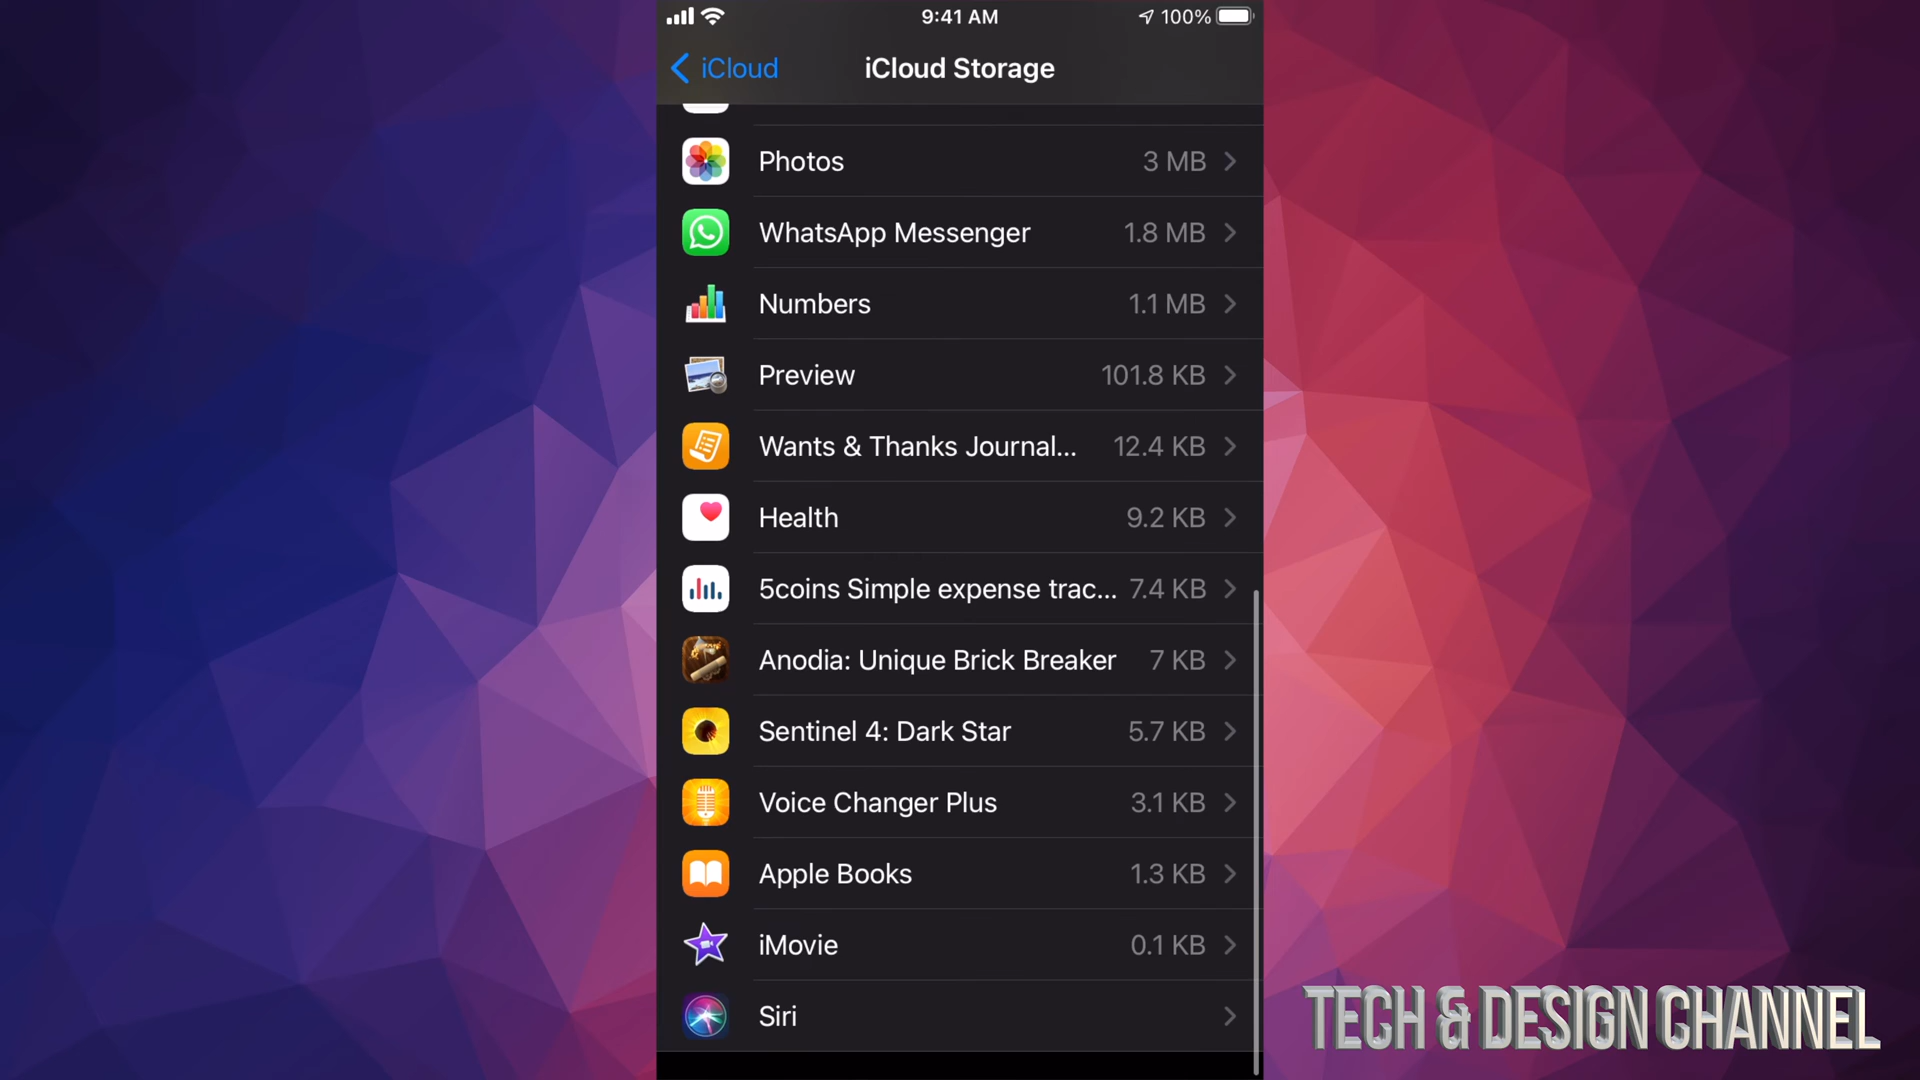 9:41 AM
100%
iCloud
iCloud Storage
Photos 3 MB
WhatsApp Messenger 1.8 MB
Numbers 1.1 MB
Preview 101.8 KB
Wants & Thanks Journal... 12.4 KB
Health 9.2 KB
5coins Simple expense trac... 7.4 KB
Anodia: Unique Brick Breaker 7 KB
Sentinel 4: Dark Star 5.7 KB
Voice Changer Plus 3.1 KB
Apple Books 1.3 KB
iMovie 0.1 KB
Siri
TECH & DESIGN CHANNEL